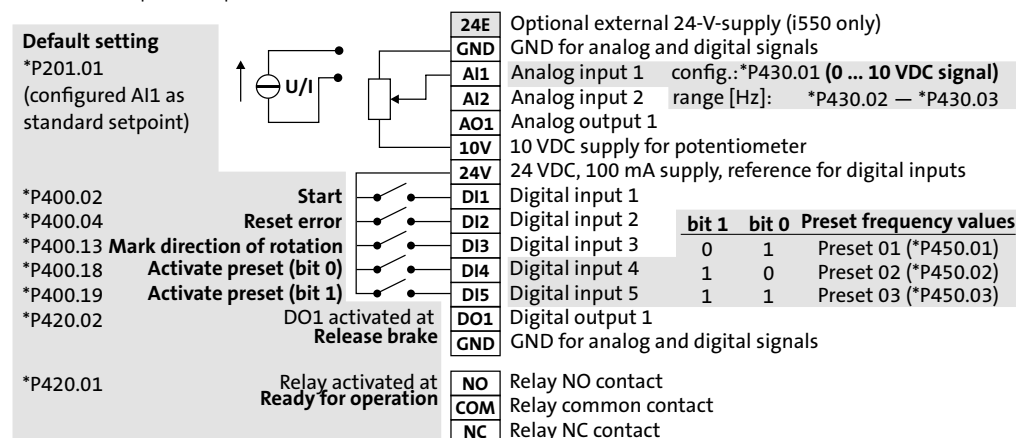 24E Optional external 24-V-supply (i550 only)
Default setting
GND GND for analog and digital signals
*P201.01
AI1 Analog input 1 config.:*P430.01 (0 ... 10 VDC signal)
(configured AI1 as
U/I
AI2 Analog input 2 range [Hz]: *P430.02 — *P430.03
standard setpoint)
AO1 Analog output 1
10V 10 VDC supply for potentiometer
24V 24 VDC, 100 mA supply, reference for digital inputs
*P400.02 Start DI1 Digital input 1
*P400.04 Reset error DI2 Digital input 2
bit 1 bit 0 Preset frequency values
*P400.13 Mark direction of rotation DI3 Digital input 3
0 1 Preset 01 (*P450.01)
*P400.18 Activate preset (bit 0) DI4 Digital input 4
1 0 Preset 02 (*P450.02)
*P400.19 Activate preset (bit 1) DI5 Digital input 5
1 1 Preset 03 (*P450.03)
*P420.02 DO1 activated at DO1 Digital output 1
Release brake GND GND for analog and digital signals
*P420.01 Relay activated at NO Relay NO contact
Ready for operation
COM Relay common contact
NC Relay NC contact